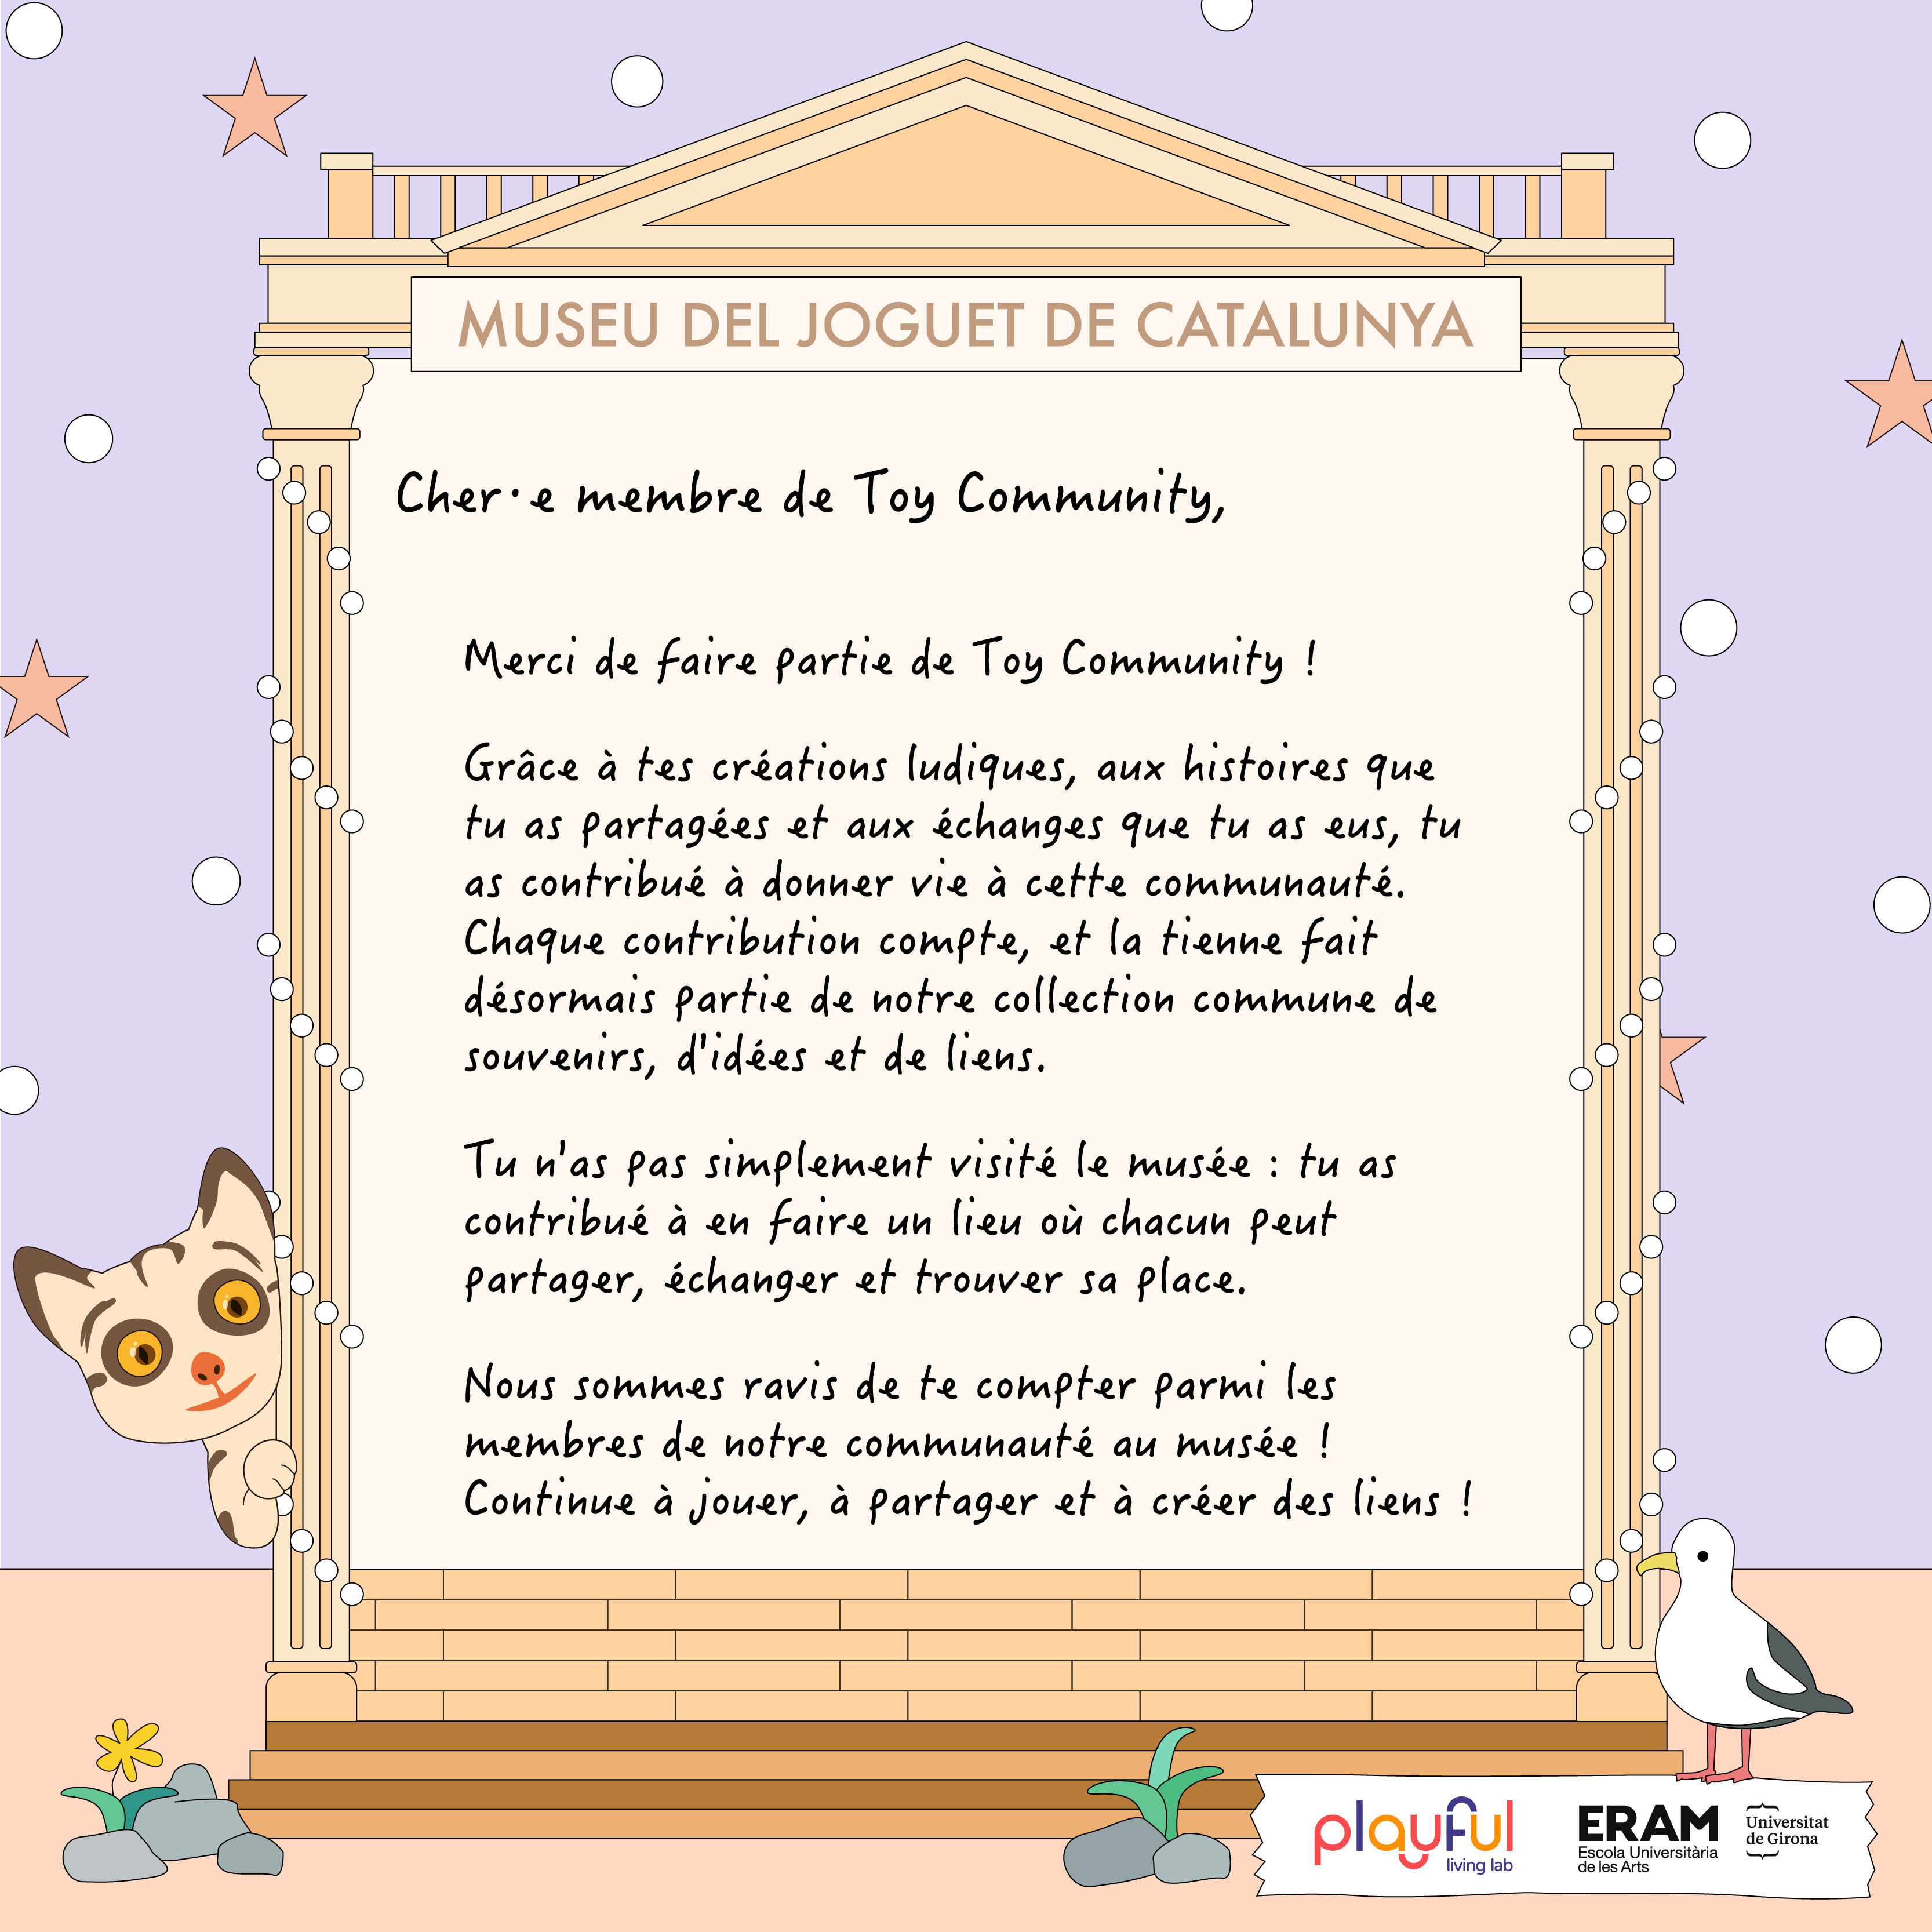 MUSEU DEL JOGUET DE CATALUNYA
Cher·e membre de Toy Community,
Merci de faire partie de Toy Community !
Grâce à tes créations ludiques, aux histoires que
tu as partagées et aux échanges que tu as eus, tu
as contribué à donner vie à cette communauté.
Chaque contribution compte, et la tienne fait
désormais partie de notre collection commune de
souvenirs, d'idées et de liens.
Tu n'as pas simplement visité le musée : tu as
contribué à en faire un lieu où chacun peut
partager, échanger et trouver sa place.
Nous sommes ravis de te compter parmi les
membres de notre communauté au musée !
Continue à jouer, à partager et à créer des liens !
playful
living lab
ERAM
Escola Universitària
de les Arts
Universitat
de Girona